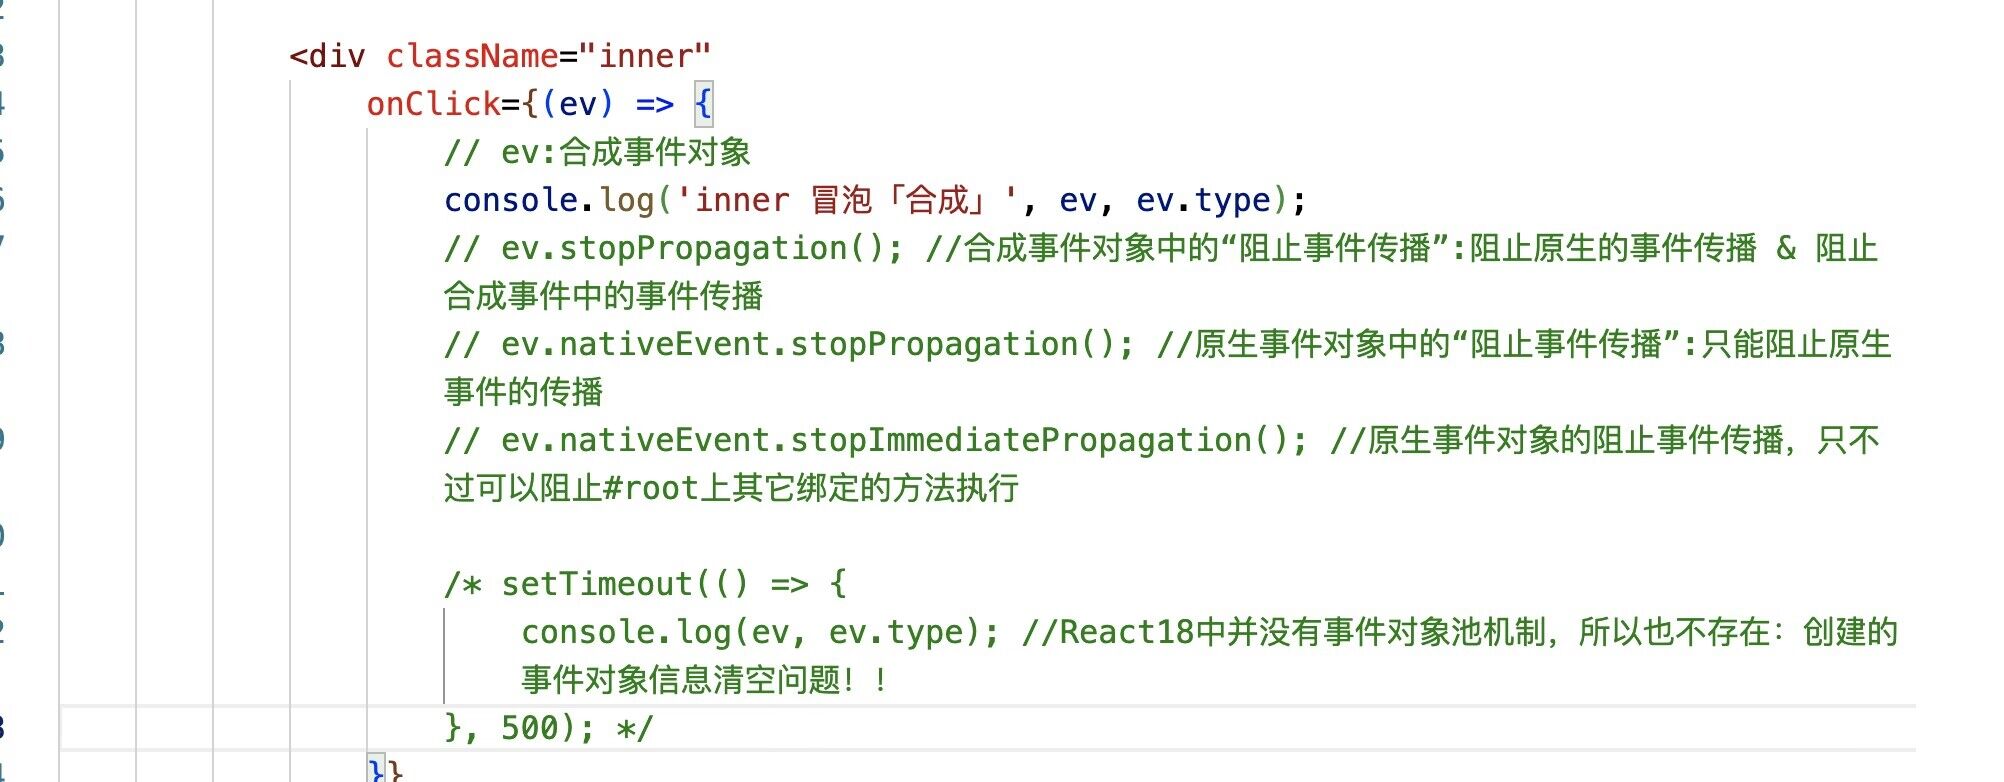 <div className="inner"
onClick={(ev) => {
// ev:合成事件对象
console.log('inner 冒泡「合成」', ev, ev.type);
// ev.stopPropagation(); //合成事件对象中的“阻止事件传播”:阻止原生的事件传播 & 阻止
合成事件中的事件传播
// ev.nativeEvent.stopPropagation(); //原生事件对象中的“阻止事件传播”:只能阻止原生
事件的传播
// ev.nativeEvent.stopImmediatePropagation(); //原生事件对象的阻止事件传播，只不
过可以阻止#root上其它绑定的方法执行
/* setTimeout(() => {
console.log(ev, ev.type); //React18中并没有事件对象池机制，所以也不存在：创建的
事件对象信息清空问题！！
}, 500); */
}}